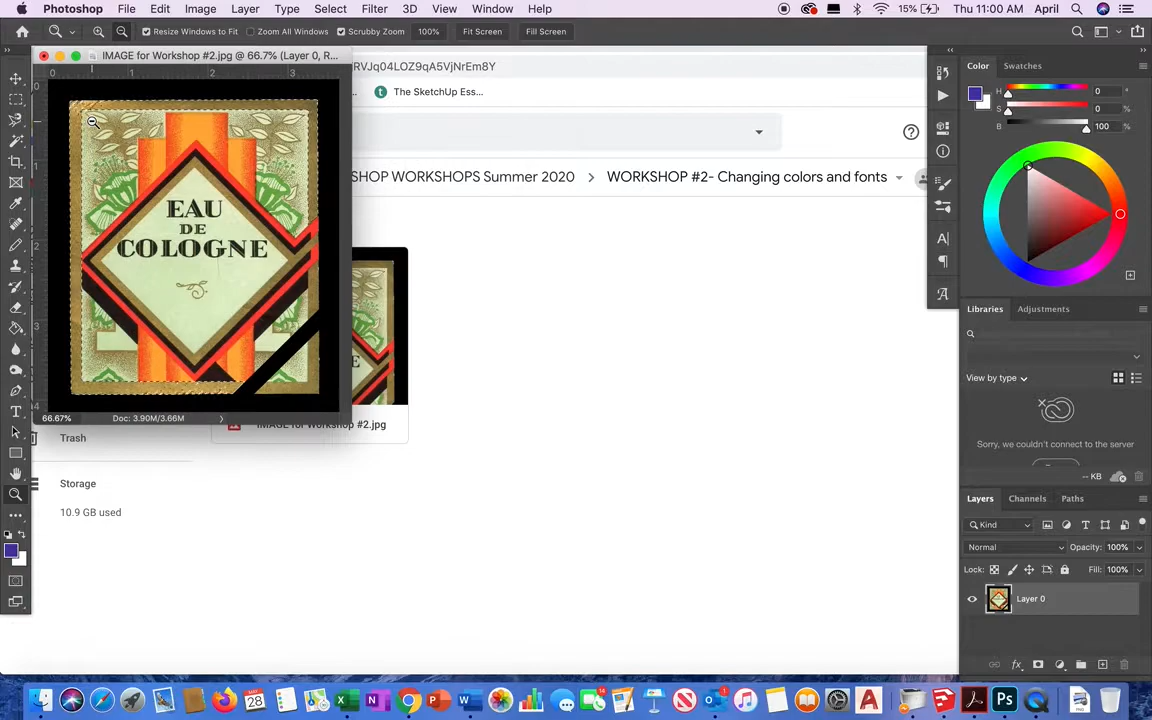 Photoshop File Edit Image Layer Type Select Filter 3D View Window Help 15% Thu 11:00 AM April
Resize Windows to Fit Zoom All Windows Scrubby Zoom 100% Fit Screen Fill Screen
IMAGE for Workshop #2.jpg @ 66.7% (Layer 0, R...
0 1 2 3
RVJq04LOZ9qA5VjNrEm8Y
... The SketchUp Ess...
SHOP WORKSHOPS Summer 2020 > WORKSHOP #2- Changing colors and fonts
EAU
DE
COLOGNE
66.67% Doc: 3.90M/3.66M >
IMAGE for Workshop #2.jpg
Trash
Storage
10.9 GB used
Color Swatches
H 0 °
S 0 %
B 100 %
Libraries Adjustments
View by type
Sorry, we couldn't connect to the server
-- KB
Layers Channels Paths
Kind
Normal Opacity: 100%
Lock: Fill: 100%
Layer 0